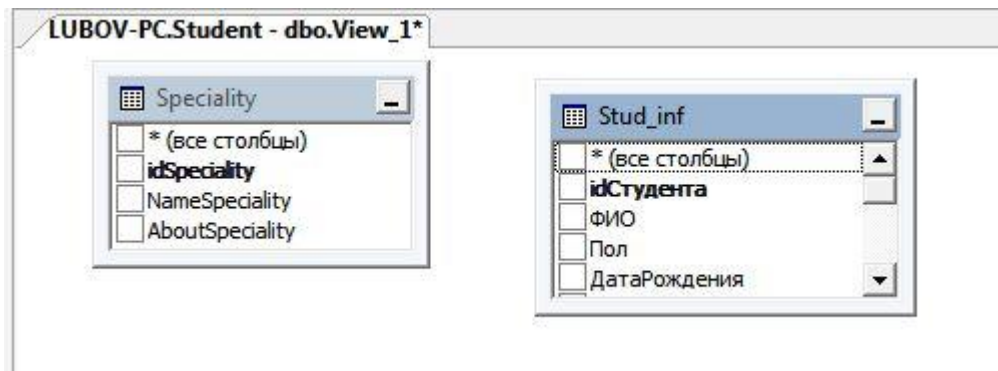 LUBOV-PC.Student - dbo.View_1*
Speciality
* (все столбцы)
idSpeciality
NameSpeciality
AboutSpeciality
Stud_inf
* (все столбцы)
idСтудента
ФИО
Пол
ДатаРождения